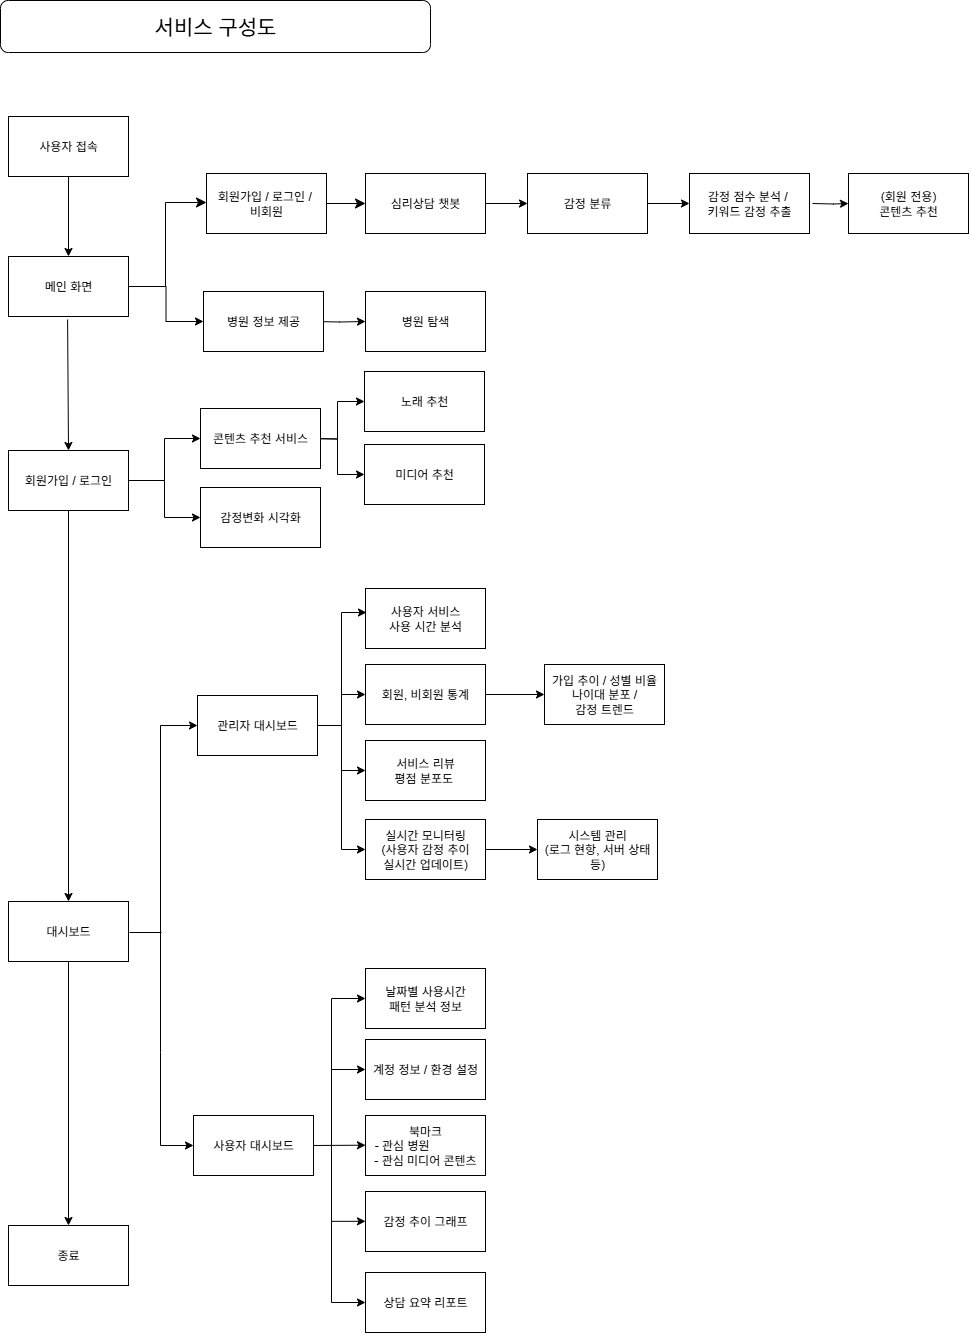 서비스 구성도
사용자 접속
회원가입 / 로그인 /
비회원
심리상담 챗봇
감정 분류
감정 점수 분석 /
키워드 감정 추출
(회원 전용)
콘텐츠 추천
메인 화면
병원 정보 제공
병원 탐색
노래 추천
콘텐츠 추천 서비스
미디어 추천
회원가입 / 로그인
감정변화 시각화
사용자 서비스
사용 시간 분석
회원, 비회원 통계
가입 추이 / 성별 비율
나이대 분포 /
감정 트렌드
관리자 대시보드
서비스 리뷰
평점 분포도
실시간 모니터링
(사용자 감정 추이
실시간 업데이트)
시스템 관리
(로그 현항, 서버 상태
등)
대시보드
날짜별 사용시간
패턴 분석 정보
계정 정보 / 환경 설정
사용자 대시보드
북마크
- 관심 병원
- 관심 미디어 콘텐츠
감정 추이 그래프
종료
상담 요약 리포트